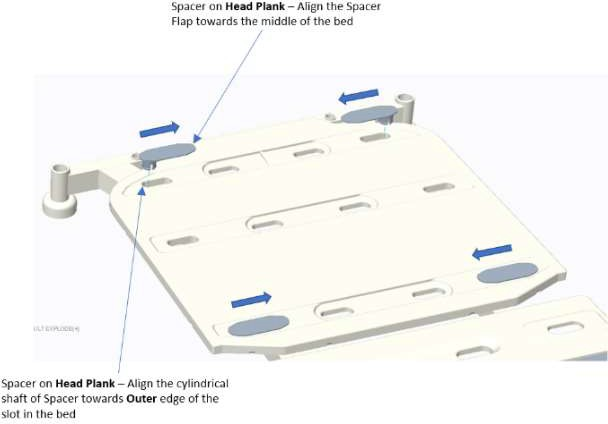 Spacer on Head Plank – Align the Spacer
Flap towards the middle of the bed
Spacer on Head Plank – Align the cylindrical
shaft of Spacer towards Outer edge of the
slot in the bed